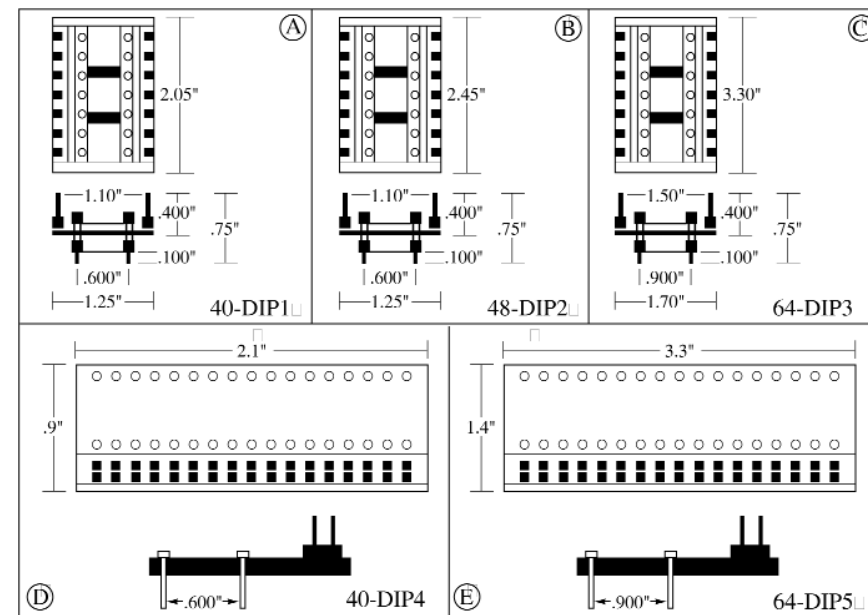 A
2.05"
1.10"
.400"
.75"
.100"
.600"
1.25"
40-DIP1
B
2.45"
1.10"
.400"
.75"
.100"
.600"
1.25"
48-DIP2
C
3.30"
1.50"
.400"
.75"
.100"
.900"
1.70"
64-DIP3
2.1"
.9"
D
.600"
40-DIP4
3.3"
1.4"
E
.900"
64-DIP5